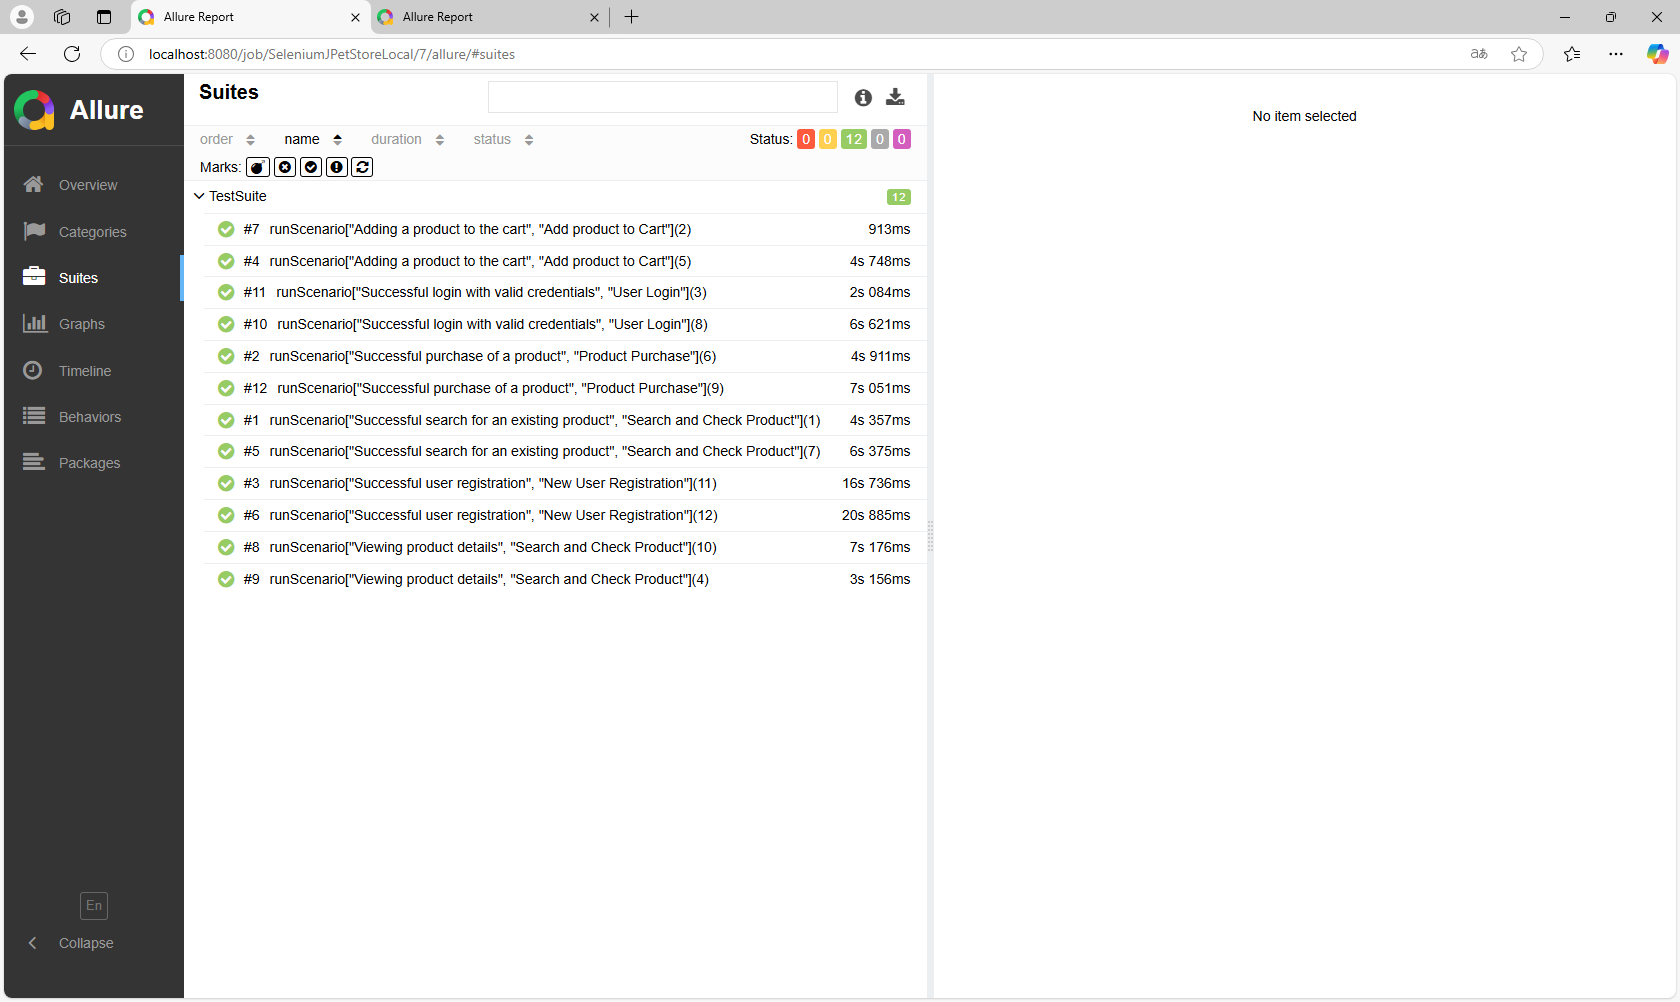 Allure Report
Allure Report
localhost:8080/job/SeleniumJPetStoreLocal/7/allure/#suites
aあ
Allure
Overview
Categories
Suites
Graphs
Timeline
Behaviors
Packages
En
Collapse
Suites
order name duration status Status: 0 0 12 0 0
Marks:
TestSuite 12
#7 runScenario["Adding a product to the cart", "Add product to Cart"](2) 913ms
#4 runScenario["Adding a product to the cart", "Add product to Cart"](5) 4s 748ms
#11 runScenario["Successful login with valid credentials", "User Login"](3) 2s 084ms
#10 runScenario["Successful login with valid credentials", "User Login"](8) 6s 621ms
#2 runScenario["Successful purchase of a product", "Product Purchase"](6) 4s 911ms
#12 runScenario["Successful purchase of a product", "Product Purchase"](9) 7s 051ms
#1 runScenario["Successful search for an existing product", "Search and Check Product"](1) 4s 357ms
#5 runScenario["Successful search for an existing product", "Search and Check Product"](7) 6s 375ms
#3 runScenario["Successful user registration", "New User Registration"](11) 16s 736ms
#6 runScenario["Successful user registration", "New User Registration"](12) 20s 885ms
#8 runScenario["Viewing product details", "Search and Check Product"](10) 7s 176ms
#9 runScenario["Viewing product details", "Search and Check Product"](4) 3s 156ms
No item selected